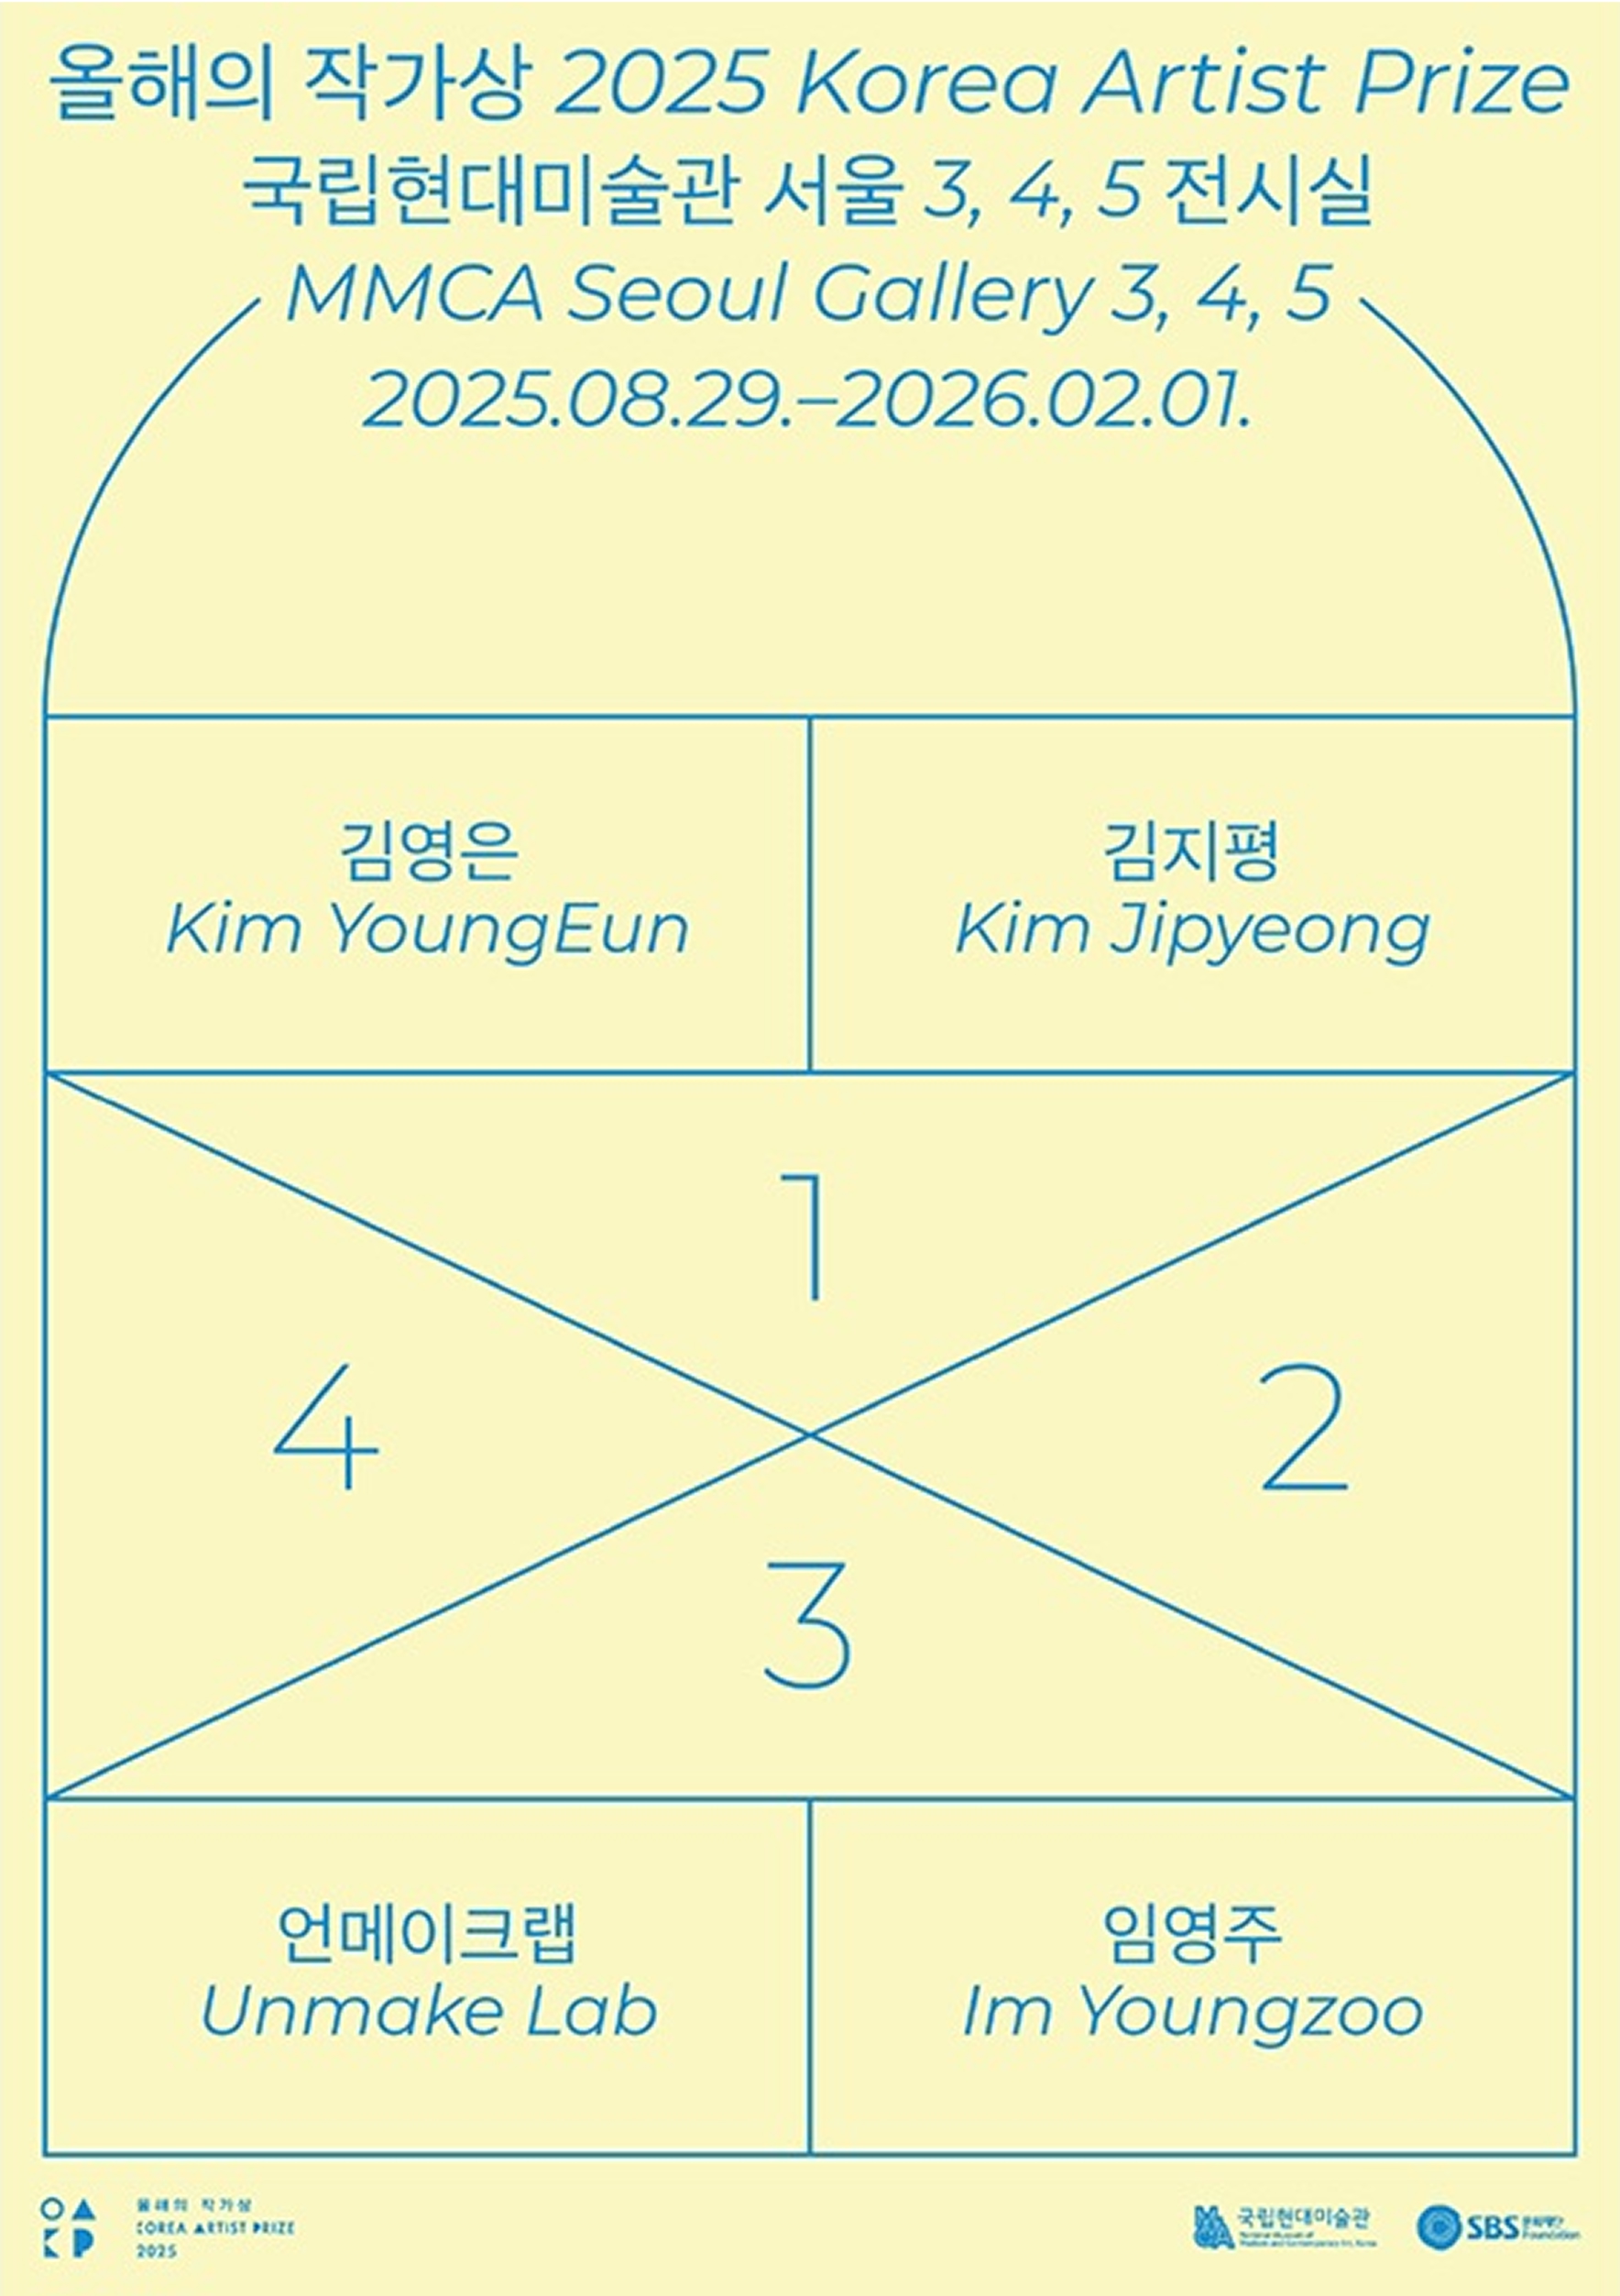 올해의 작가상 2025 Korea Artist Prize
국립현대미술관 서울 3, 4, 5 전시실
MMCA Seoul Gallery 3, 4, 5
2025.08.29.–2026.02.01.
김영은
Kim YoungEun
김지평
Kim Jipyeong
1
4
2
3
언메이크랩
Unmake Lab
임영주
Im Youngzoo
OA
KP
올해의 작가상
KOREA ARTIST PRIZE
2025
MMCA
국립현대미술관
National Museum of
Modern and Contemporary Art, Korea
SBS 문화재단
Foundation